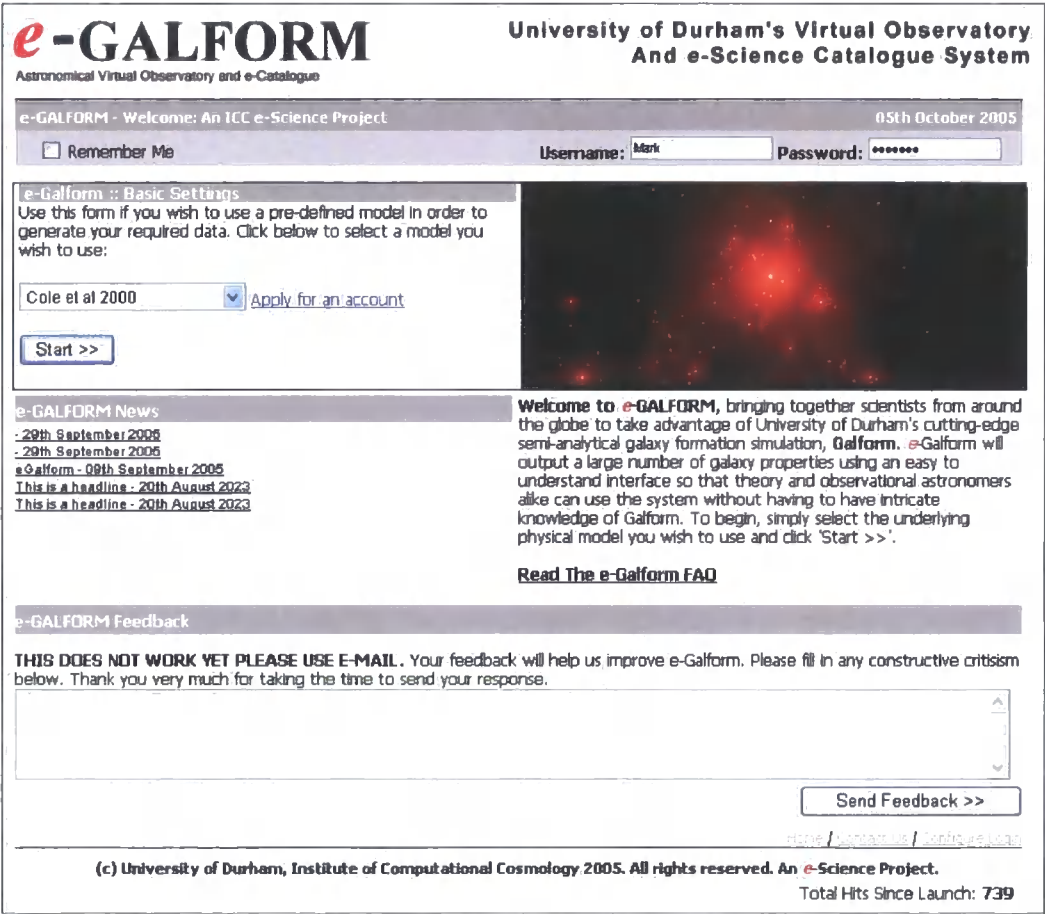 e-GALFORM
Astronomical Virtual Observatory and e-Catalogue
University of Durham's Virtual Observatory
And e-Science Catalogue System
e-GALFORM - Welcome: An ICC e-Science Project
05th October 2005
Remember Me
Username: Mark
Password: •••••••
e-Galform :: Basic Settings
Use this form if you wish to use a pre-defined model in order to
generate your required data. Click below to select a model you
wish to use:
Cole et al 2000
Apply for an account
Start >>
e-GALFORM News
- 29th September 2005
- 29th September 2005
eGalform - 09th September 2005
This is a headline - 20th August 2023
This is a headline - 20th August 2023
Welcome to e-GALFORM, bringing together scientists from around
the globe to take advantage of University of Durham's cutting-edge
semi-analytical galaxy formation simulation, Galform. e-Galform will
output a large number of galaxy properties using an easy to
understand interface so that theory and observational astronomers
alike can use the system without having to have intricate
knowledge of Galform. To begin, simply select the underlying
physical model you wish to use and click 'Start >>'.
Read The e-Galform FAQ
e-GALFORM Feedback
THIS DOES NOT WORK YET PLEASE USE E-MAIL. Your feedback will help us improve e-Galform. Please fill in any constructive critisism
below. Thank you very much for taking the time to send your response.
Send Feedback >>
Home / Contact Us /
(c) University of Durham, Institute of Computational Cosmology 2005. All rights reserved. An e-Science Project.
Total Hits Since Launch: 739